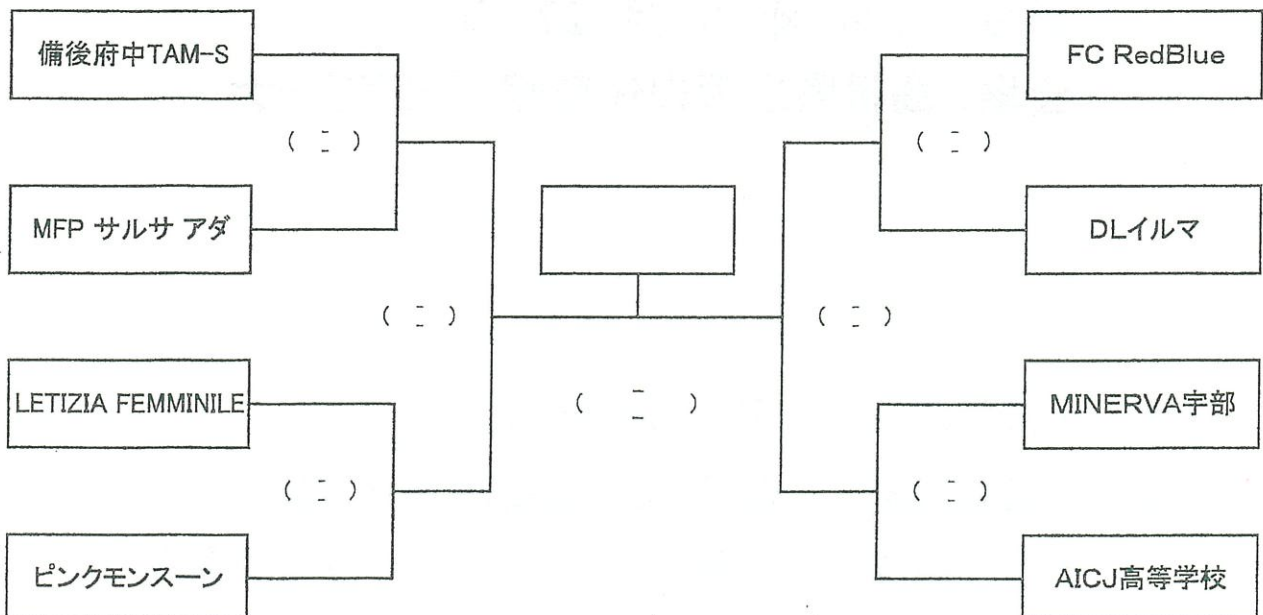 備後府中TAM-S
FC RedBlue
( - - ) ( - - )
MFP サルサ アダ
DLイルマ
( - - ) ( - - )
LETIZIA FEMMINILE
( - - )
MINERVA宇部
( - - ) ( - - )
ピンクモンスーン
AICJ高等学校